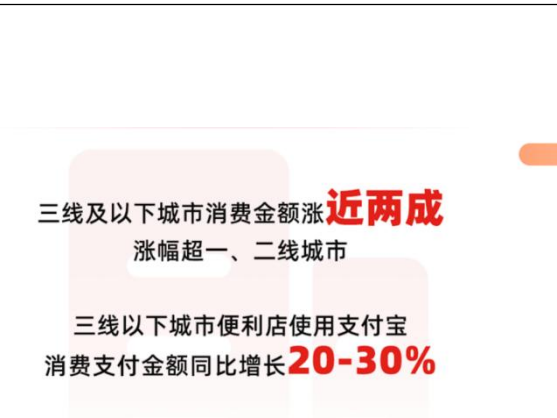 三线及以下城市消费金额涨近两成
涨幅超一、二线城市
三线以下城市便利店使用支付宝
消费支付金额同比增长20-30%